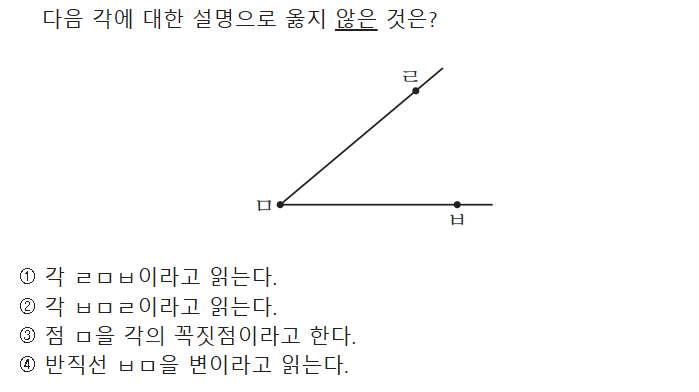 다음 각에 대한 설명으로 옳지 않은 것은?
ㄹ
ㅁ
ㅂ
① 각 ㄹㅁㅂ이라고 읽는다.
② 각 ㅂㅁㄹ이라고 읽는다.
③ 점 ㅁ을 각의 꼭짓점이라고 한다.
④ 반직선 ㅂㅁ을 변이라고 읽는다.